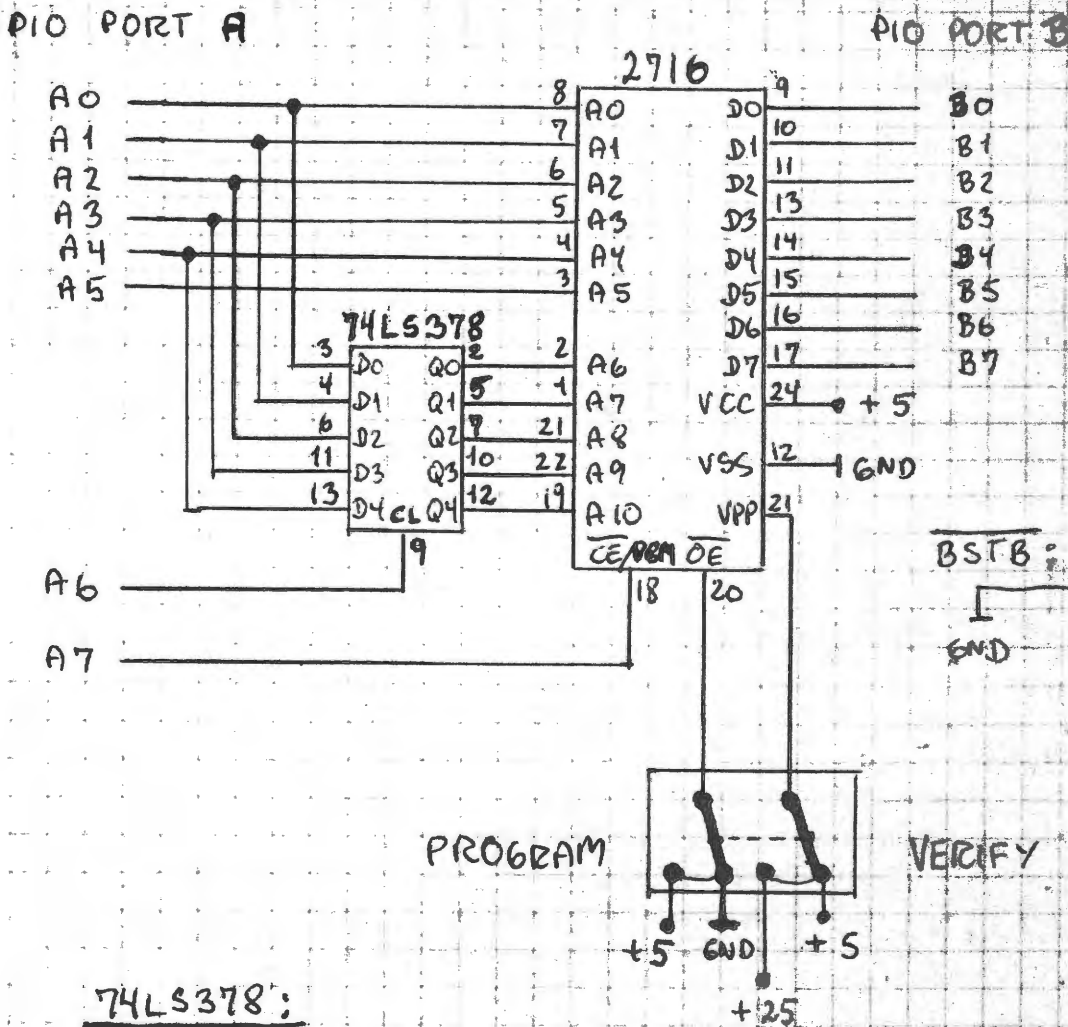 PIO PORT A
PIO PORT B
2716
A0 8 A0 D0 9 B0
A1 7 A1 D1 10 B1
A2 6 A2 D2 11 B2
A3 5 A3 D3 13 B3
A4 4 A4 D4 14 B4
A5 3 A5 D5 15 B5
D6 16 B6
74LS378
3 D0 Q0 2 2 A6 D7 17 B7
4 D1 Q1 5 1 A7 VCC 24 + 5
6 D2 Q2 7 21 A8
11 D3 Q3 10 22 A9 VSS 12 GND
13 D4 CL Q4 12 19 A10 VPP 21
9
CE/PGM OE
BSTB:
A6
18 20
GND
A7
PROGRAM
VERIFY
+5 GND + 5
+25
74LS378: